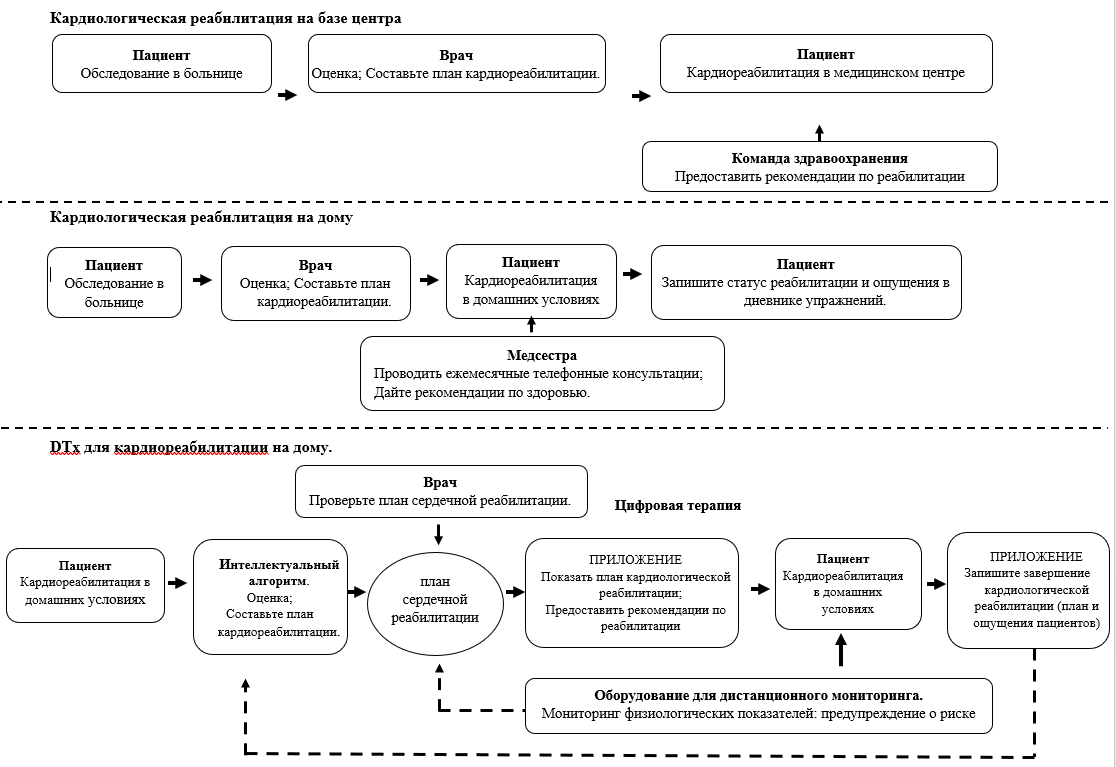 Кардиологическая реабилитация на базе центра
Пациент
Обследование в больнице
Врач
Оценка; Составьте план кардиореабилитации.
Пациент
Кардиореабилитация в медицинском центре
Команда здравоохранения
Предоставить рекомендации по реабилитации
Кардиологическая реабилитация на дому
Пациент
Обследование в
больнице
Врач
Оценка; Составьте план
кардиореабилитации.
Пациент
Кардиореабилитация
в домашних условиях
Пациент
Запишите статус реабилитации и ощущения в
дневнике упражнений.
Медсестра
Проводить ежемесячные телефонные консультации;
Дайте рекомендации по здоровью.
DTx для кардиореабилитации на дому.
Врач
Проверьте план сердечной реабилитации.
Цифровая терапия
Пациент
Кардиореабилитация в
домашних условиях
Интеллектуальный
алгоритм.
Оценка;
Составьте план
кардиореабилитации.
план
сердечной
реабилитации
ПРИЛОЖЕНИЕ
Показать план кардиологической
реабилитации;
Предоставить рекомендации по
реабилитации
Пациент
Кардиореабилитация
в домашних
условиях
ПРИЛОЖЕНИЕ
Запишите завершение
кардиологической
реабилитации (план и
ощущения пациентов)
Оборудование для дистанционного мониторинга.
Мониторинг физиологических показателей: предупреждение о риске